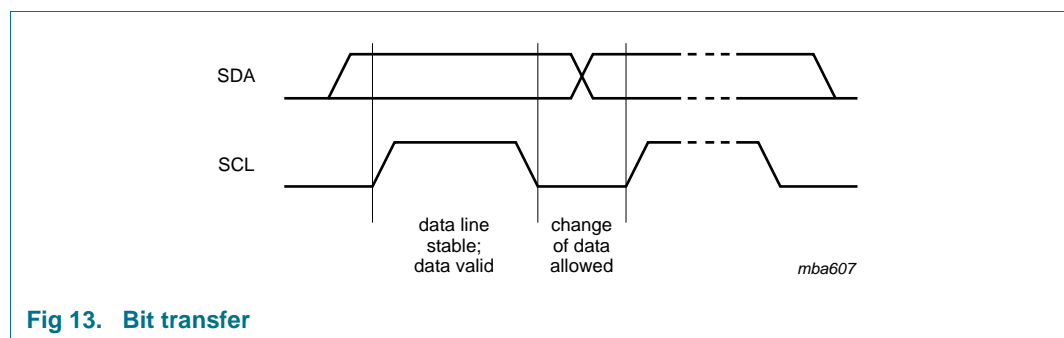 SDA
SCL
data line
stable;
data valid
change
of data
allowed
mba607
Fig 13. Bit transfer